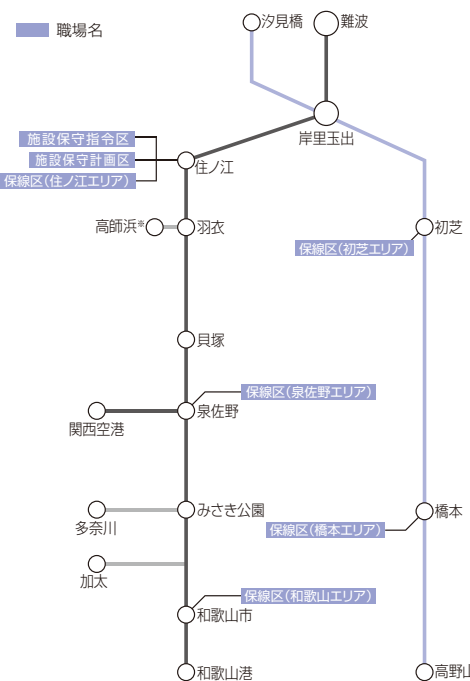 職場名
汐見橋
難波
岸里玉出
施設保守指令区
施設保守計画区
保線区(住ノ江エリア)
住ノ江
高師浜※
羽衣
初芝
保線区(初芝エリア)
貝塚
保線区(泉佐野エリア)
泉佐野
関西空港
みさき公園
多奈川
橋本
保線区(橋本エリア)
加太
保線区(和歌山エリア)
和歌山市
和歌山港
高野山